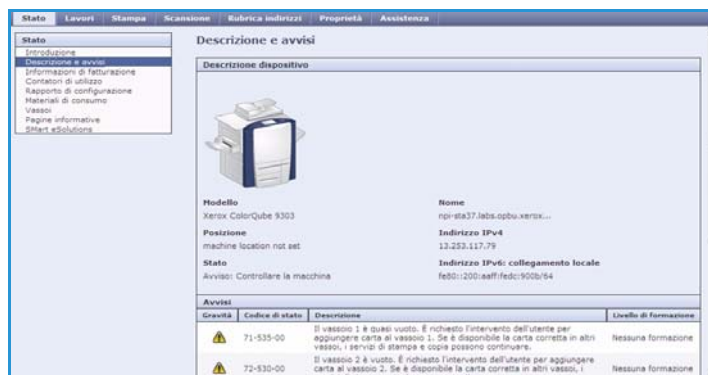 Stato Lavori Stampa Scansione Rubrica indirizzi Proprietà Assistenza
Stato
Introduzione
Descrizione e avvisi
Informazioni di fatturazione
Contatori di utilizzo
Rapporto di configurazione
Materiali di consumo
Vassoi
Pagine informative
SMart eSolutions
Descrizione e avvisi
Descrizione dispositivo
Modello Nome
Xerox ColorQube 9303 npi-sta37.labs.opbu.xerox...
Posizione Indirizzo IPv4
machine location not set 13.253.117.79
Stato Indirizzo IPv6: collegamento locale
Avviso: Controllare la macchina fe80::200:aaff:fedc:900b/64
Avvisi
Gravità Codice di stato Descrizione Livello di formazione
71-535-00 Il vassoio 1 è quasi vuoto. È richiesto l'intervento dell'utente per
aggiungere carta al vassoio 1. Se è disponibile la carta corretta in altri
vassoi, i servizi di stampa e copia possono continuare. Nessuna formazione
72-530-00 Il vassoio 2 è vuoto. È richiesto l'intervento dell'utente per aggiungere
carta al vassoio 2. Se è disponibile la carta corretta in altri vassoi, i Nessuna formazione